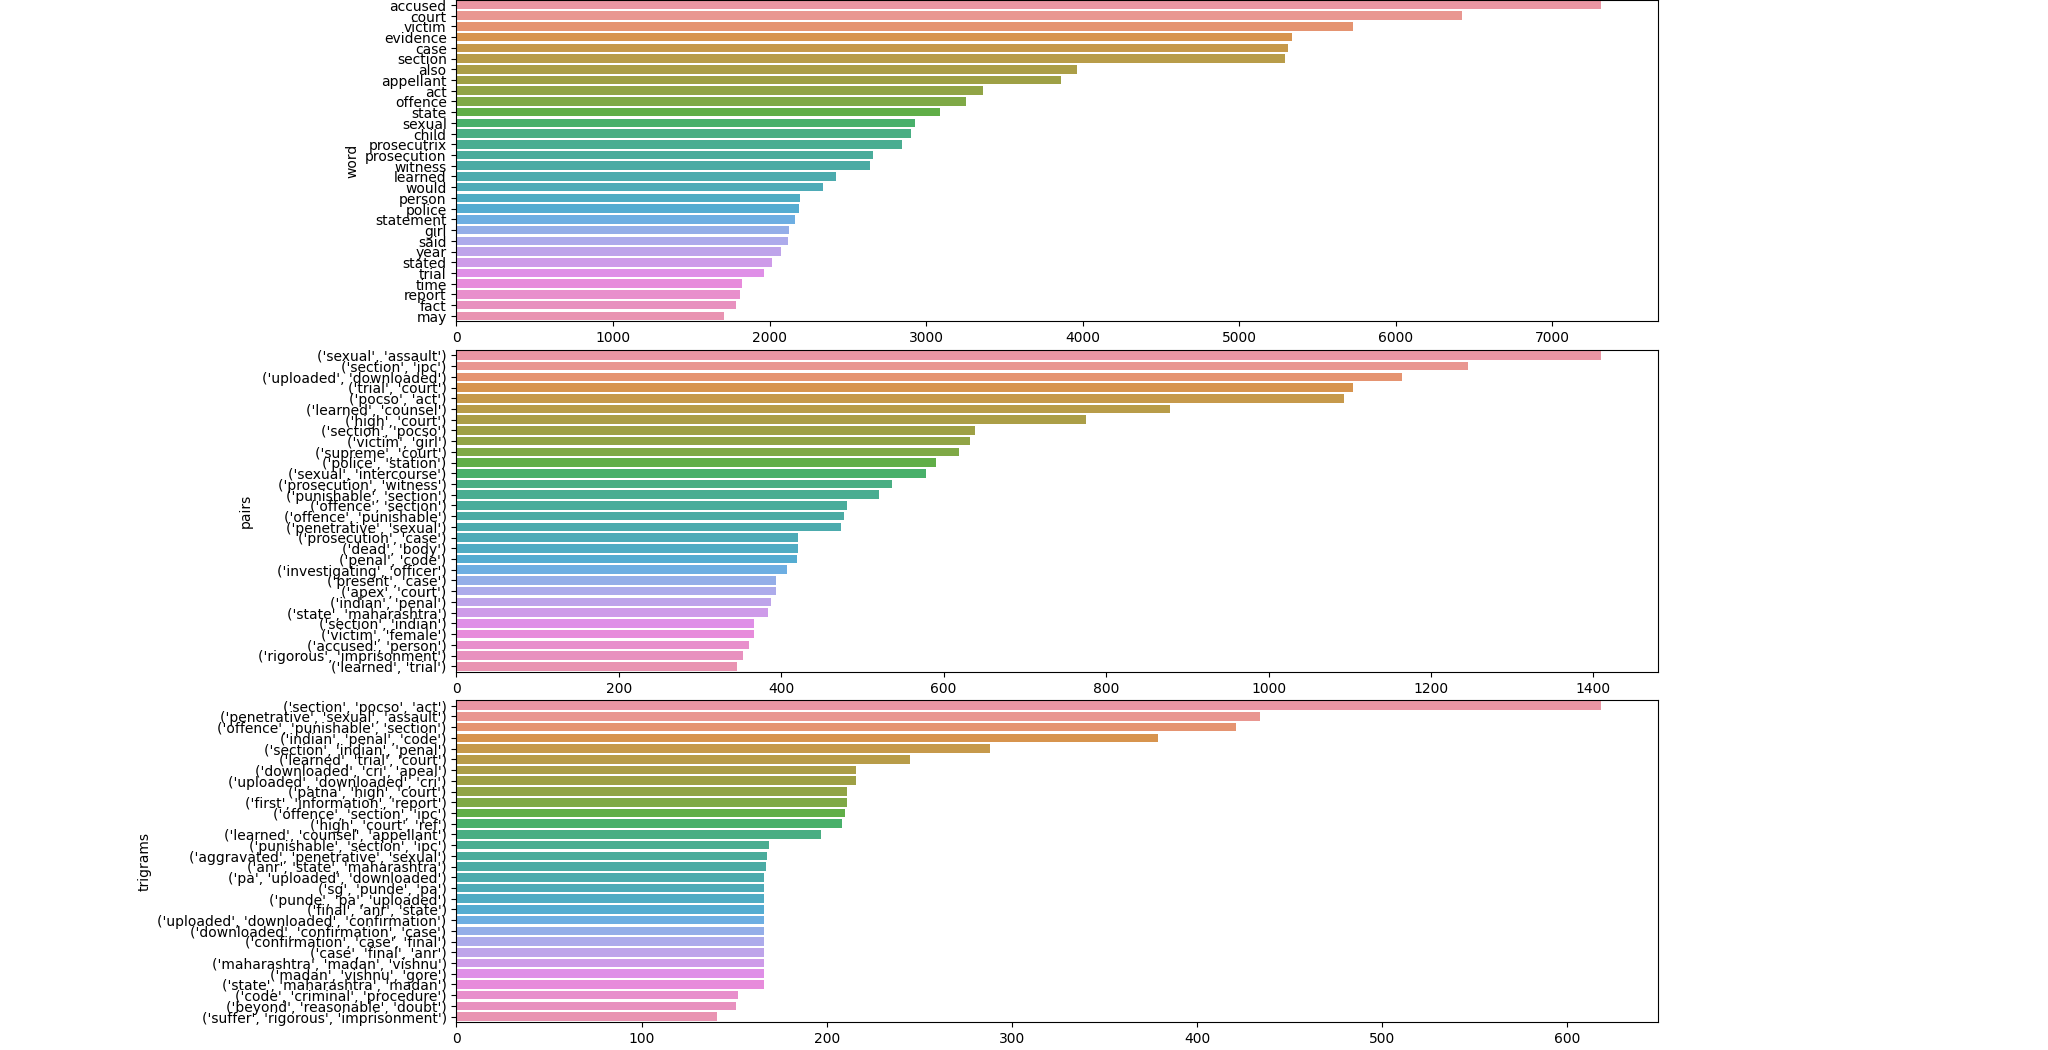 accused
court
victim
evidence
case
section
also
appellant
act
offence
state
sexual
child
prosecutrix
prosecution
witness
learned
would
person
police
statement
girl
said
year
stated
trial
time
report
fact
may
word
0 1000 2000 3000 4000 5000 6000 7000
('sexual', 'assault')
('section', 'ipc')
('uploaded', 'downloaded')
('trial', 'court')
('pocso', 'act')
('learned', 'counsel')
('high', 'court')
('section', 'pocso')
('victim', 'girl')
('supreme', 'court')
('police', 'station')
('sexual', 'intercourse')
('prosecution', 'witness')
('punishable', 'section')
('offence', 'section')
('offence', 'punishable')
('penetrative', 'sexual')
('prosecution', 'case')
('dead', 'body')
('penal', 'code')
('investigating', 'officer')
('present', 'case')
('apex', 'court')
('indian', 'penal')
('state', 'maharashtra')
('section', 'indian')
('victim', 'female')
('accused', 'person')
('rigorous', 'imprisonment')
('learned', 'trial')
pairs
0 200 400 600 800 1000 1200 1400
('section', 'pocso', 'act')
('penetrative', 'sexual', 'assault')
('offence', 'punishable', 'section')
('indian', 'penal', 'code')
('section', 'indian', 'penal')
('learned', 'trial', 'court')
('downloaded', 'cri', 'apeal')
('uploaded', 'downloaded', 'cri')
('patna', 'high', 'court')
('first', 'information', 'report')
('offence', 'section', 'ipc')
('high', 'court', 'ref')
('learned', 'counsel', 'appellant')
('punishable', 'section', 'ipc')
('aggravated', 'penetrative', 'sexual')
('anr', 'state', 'maharashtra')
('pa', 'uploaded', 'downloaded')
('sg', 'punde', 'pa')
('punde', 'pa', 'uploaded')
('final', 'anr', 'state')
('uploaded', 'downloaded', 'confirmation')
('downloaded', 'confirmation', 'case')
('confirmation', 'case', 'final')
('case', 'final', 'anr')
('maharashtra', 'madan', 'vishnu')
('madan', 'vishnu', 'gore')
('state', 'maharashtra', 'madan')
('code', 'criminal', 'procedure')
('beyond', 'reasonable', 'doubt')
('suffer', 'rigorous', 'imprisonment')
trigrams
0 100 200 300 400 500 600